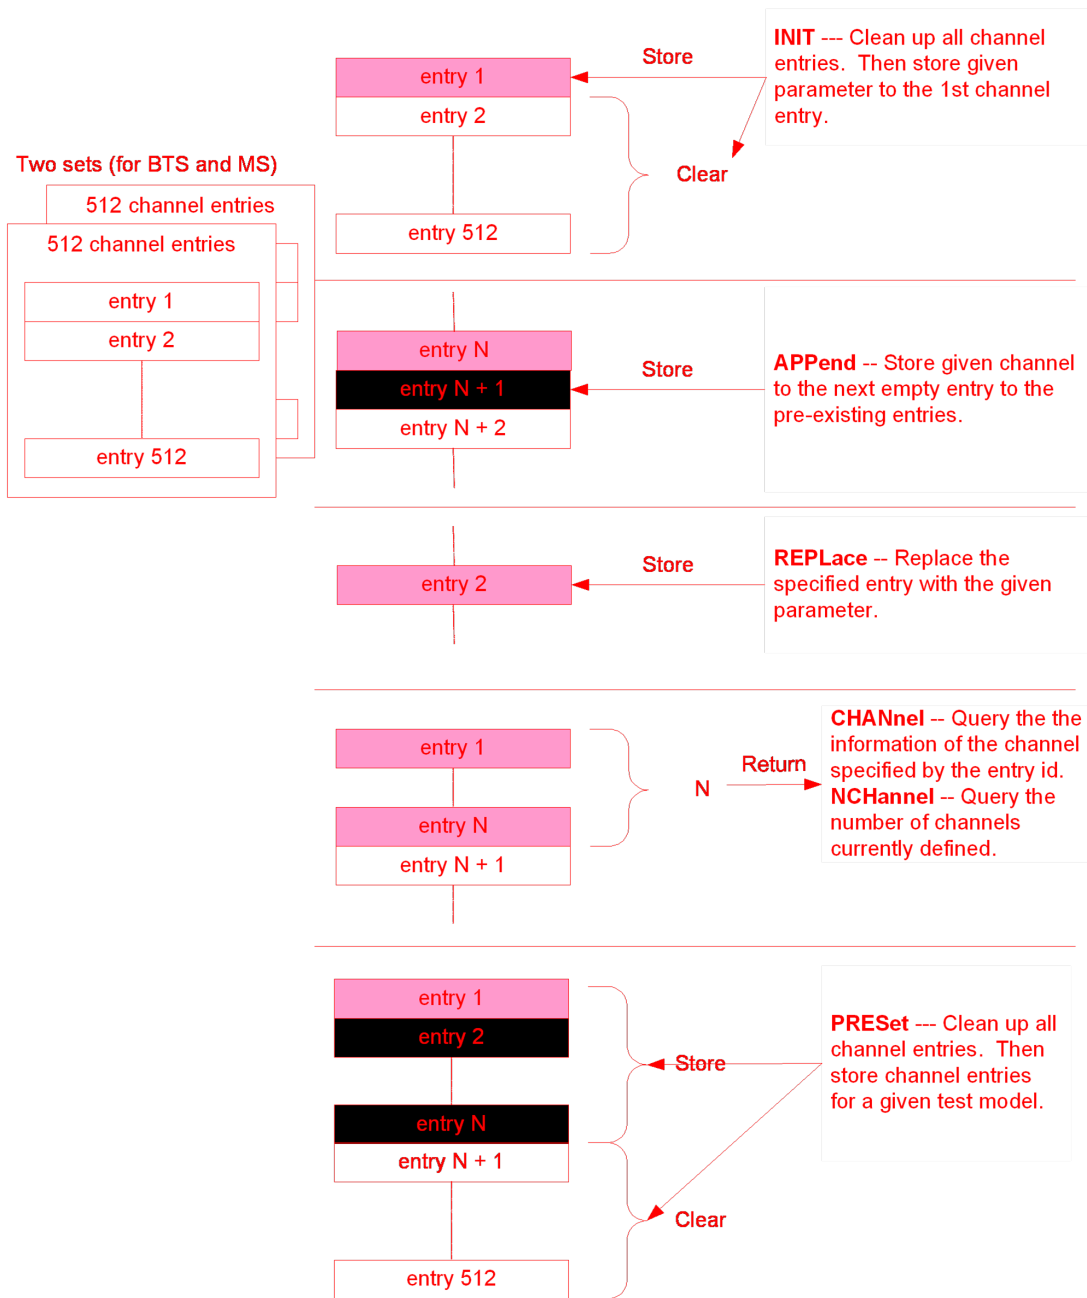 Two sets (for BTS and MS)
512 channel entries
512 channel entries
entry 1
entry 2
entry 512
entry 1
entry 2
entry 512
Store
Clear
INIT --- Clean up all channel
entries. Then store given
parameter to the 1st channel
entry.
entry N
entry N + 1
entry N + 2
Store
APPend -- Store given channel
to the next empty entry to the
pre-existing entries.
entry 2
Store
REPLace -- Replace the
specified entry with the given
parameter.
entry 1
entry N
entry N + 1
N
Return
CHANnel -- Query the the
information of the channel
specified by the entry id.
NCHannel -- Query the
number of channels
currently defined.
entry 1
entry 2
entry N
entry N + 1
entry 512
Store
Clear
PRESet --- Clean up all
channel entries. Then
store channel entries
for a given test model.